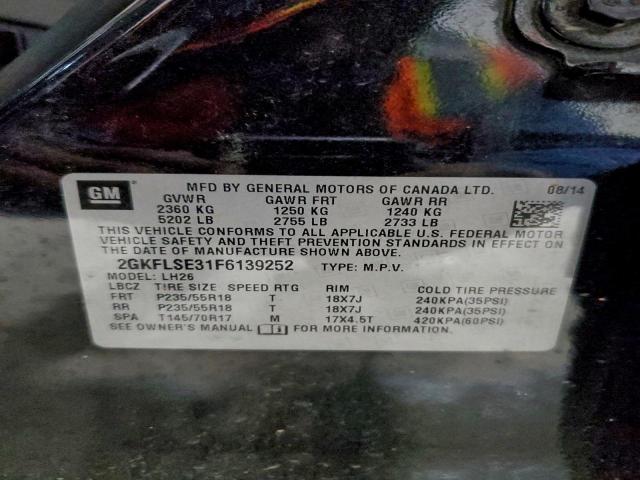 GM MFD BY GENERAL MOTORS OF CANADA LTD. 08/14
GVWR GAWR FRT GAWR RR
2360 KG 1250 KG 1240 KG
5202 LB 2755 LB 2733 LB
THIS VEHICLE CONFORMS TO ALL APPLICABLE U.S. FEDERAL MOTOR
VEHICLE SAFETY AND THEFT PREVENTION STANDARDS IN EFFECT ON
THE DATE OF MANUFACTURE SHOWN ABOVE.
2GKFLSE31F6139252 TYPE: M.P.V.
MODEL: LH26
LBCZ TIRE SIZE SPEED RTG RIM COLD TIRE PRESSURE
FRT P235/55R18 T 18X7J 240KPA(35PSI)
RR P235/55R18 T 18X7J 240KPA(35PSI)
SPA T145/70R17 M 17X4.5T 420KPA(60PSI)
SEE OWNER'S MANUAL FOR MORE INFORMATION.